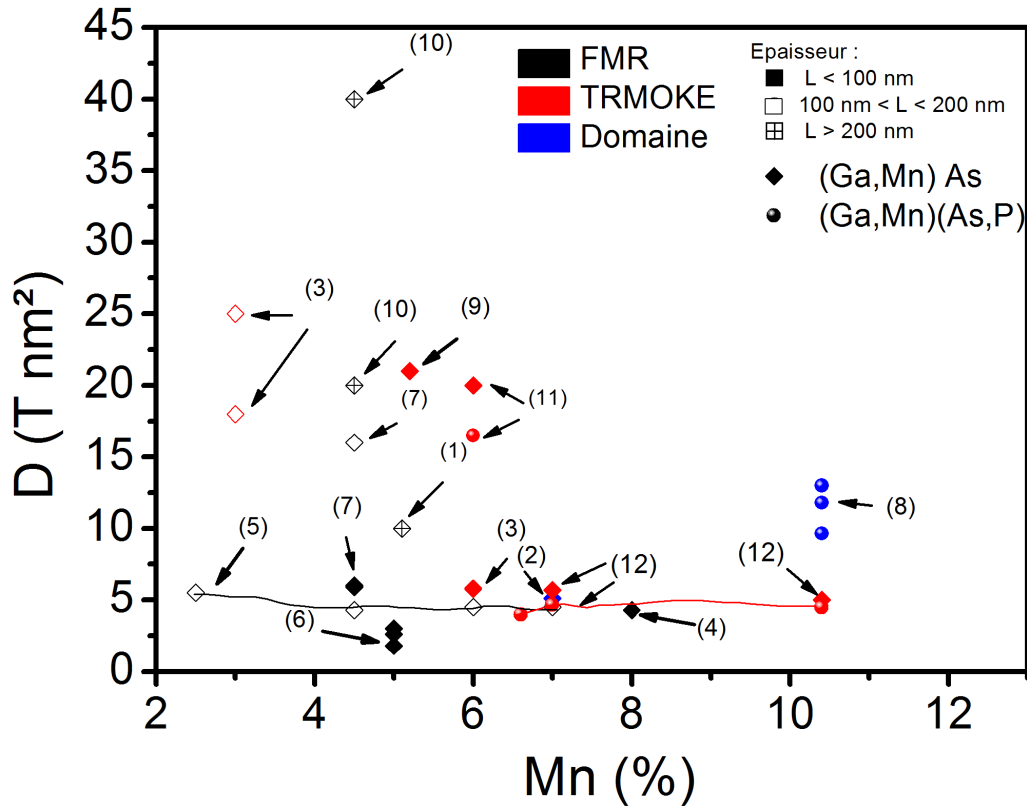 45
40
35
30
25
20
15
10
5
0
D (T nm²)
2
4
6
8
10
12
Mn (%)
FMR
TRMOKE
Domaine
Epaisseur :
L < 100 nm
100 nm < L < 200 nm
L > 200 nm
(Ga,Mn) As
(Ga,Mn)(As,P)
(10)
(3)
(10)
(9)
(7)
(11)
(1)
(7)
(5)
(3)
(2)
(12)
(8)
(12)
(6)
(4)